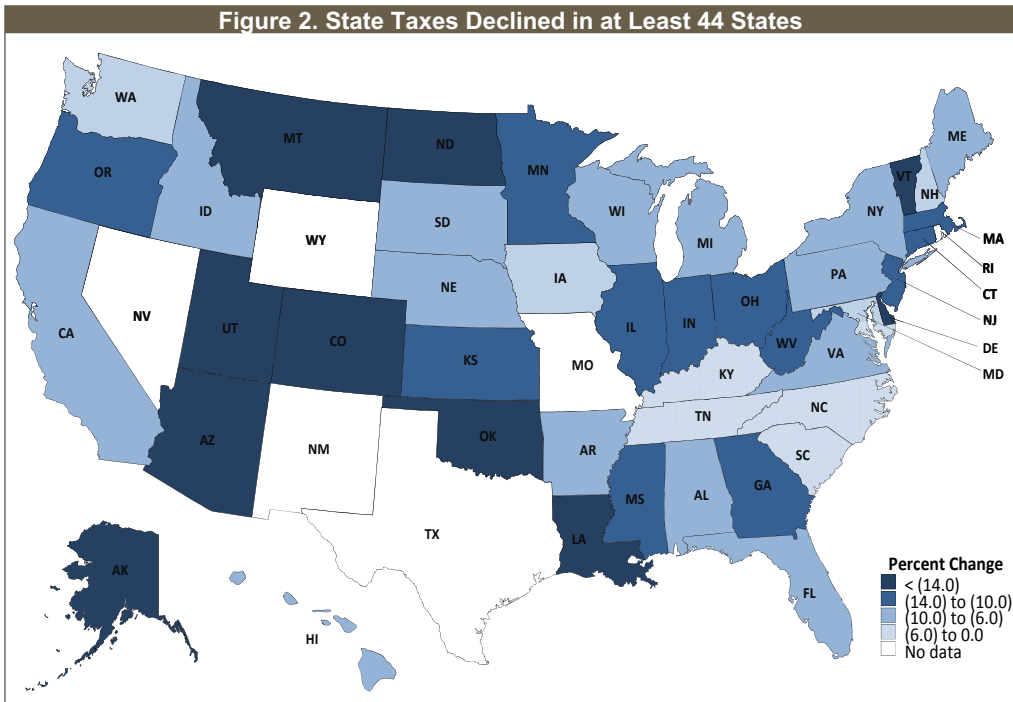 Figure 2. State Taxes Declined in at Least 44 States
WA
MT
ND
MN
ME
OR
VT
NH
ID
SD
WI
NY
MI
WY
MA
RI
PA
IA
NE
CT
OH
NV
IL
IN
NJ
UT
CA
CO
WV
DE
KS
VA
MO
KY
MD
NC
TN
AZ
OK
NM
AR
SC
GA
MS
AL
TX
LA
AK
FL
HI
Percent Change
< (14.0)
(14.0) to (10.0)
(10.0) to (6.0)
(6.0) to 0.0
No data